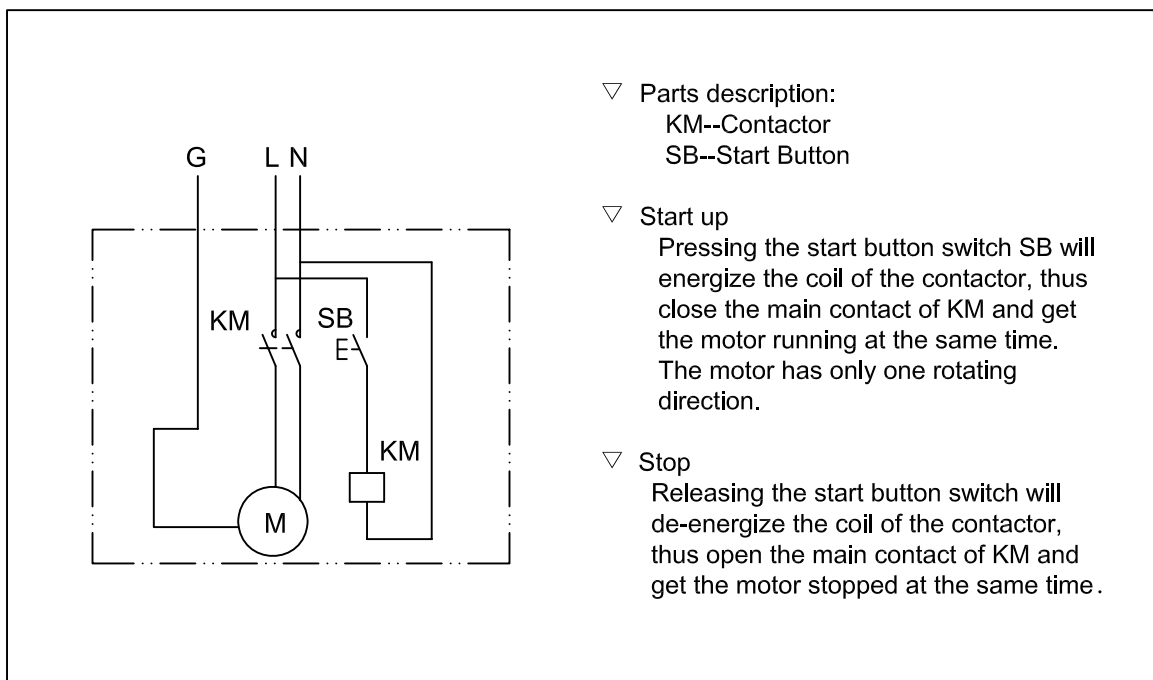 G L N
KM
SB
KM
M
▽ Parts description:
KM--Contactor
SB--Start Button
▽ Start up
Pressing the start button switch SB will
energize the coil of the contactor, thus
close the main contact of KM and get
the motor running at the same time.
The motor has only one rotating
direction.
▽ Stop
Releasing the start button switch will
de-energize the coil of the contactor,
thus open the main contact of KM and
get the motor stopped at the same time.